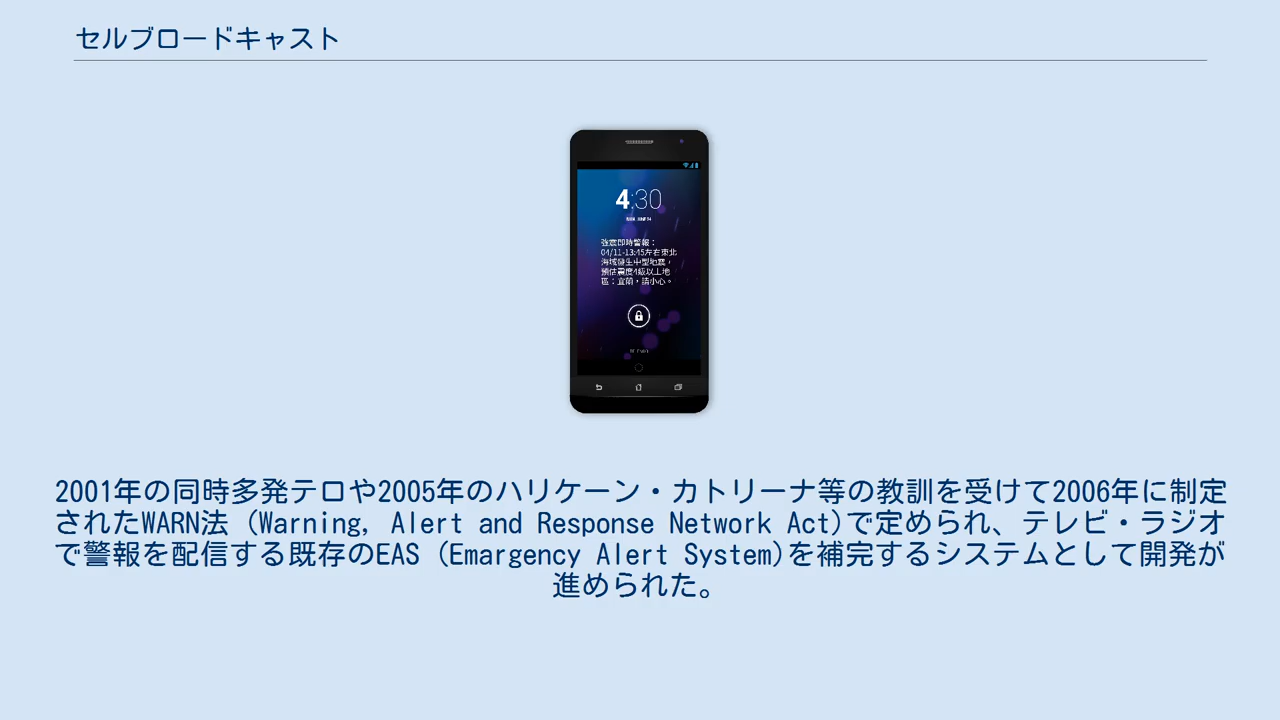 セルブロードキャスト
4:30
強震即時警報：
04/11-13:45左右東北
海域發生中型地震，
預估震度4級以上地
區：宜蘭，請小心。
2001年の同時多発テロや2005年のハリケーン・カトリーナ等の教訓を受けて2006年に制定
されたWARN法 (Warning, Alert and Response Network Act)で定められ、テレビ・ラジオ
で警報を配信する既存のEAS (Emargency Alert System)を補完するシステムとして開発が
進められた。